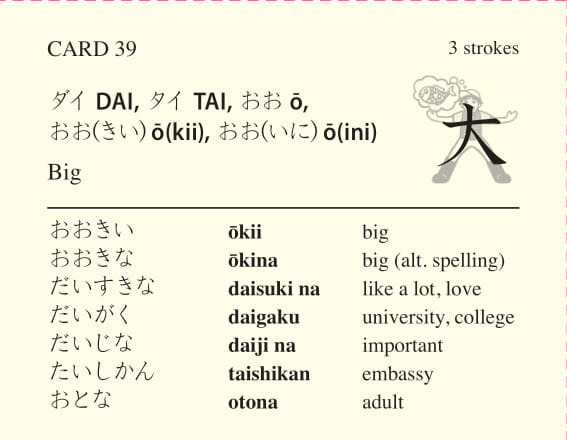 CARD 39 3 strokes
ダイ DAI, タイ TAI, おお ō,
おお(きい) ō(kii), おお(いに) ō(ini)
大
Big
おおきい ōkii big
おおきな ōkina big (alt. spelling)
だいすきな daisuki na like a lot, love
だいがく daigaku university, college
だいじな daiji na important
たいしかん taishikan embassy
おとな otona adult